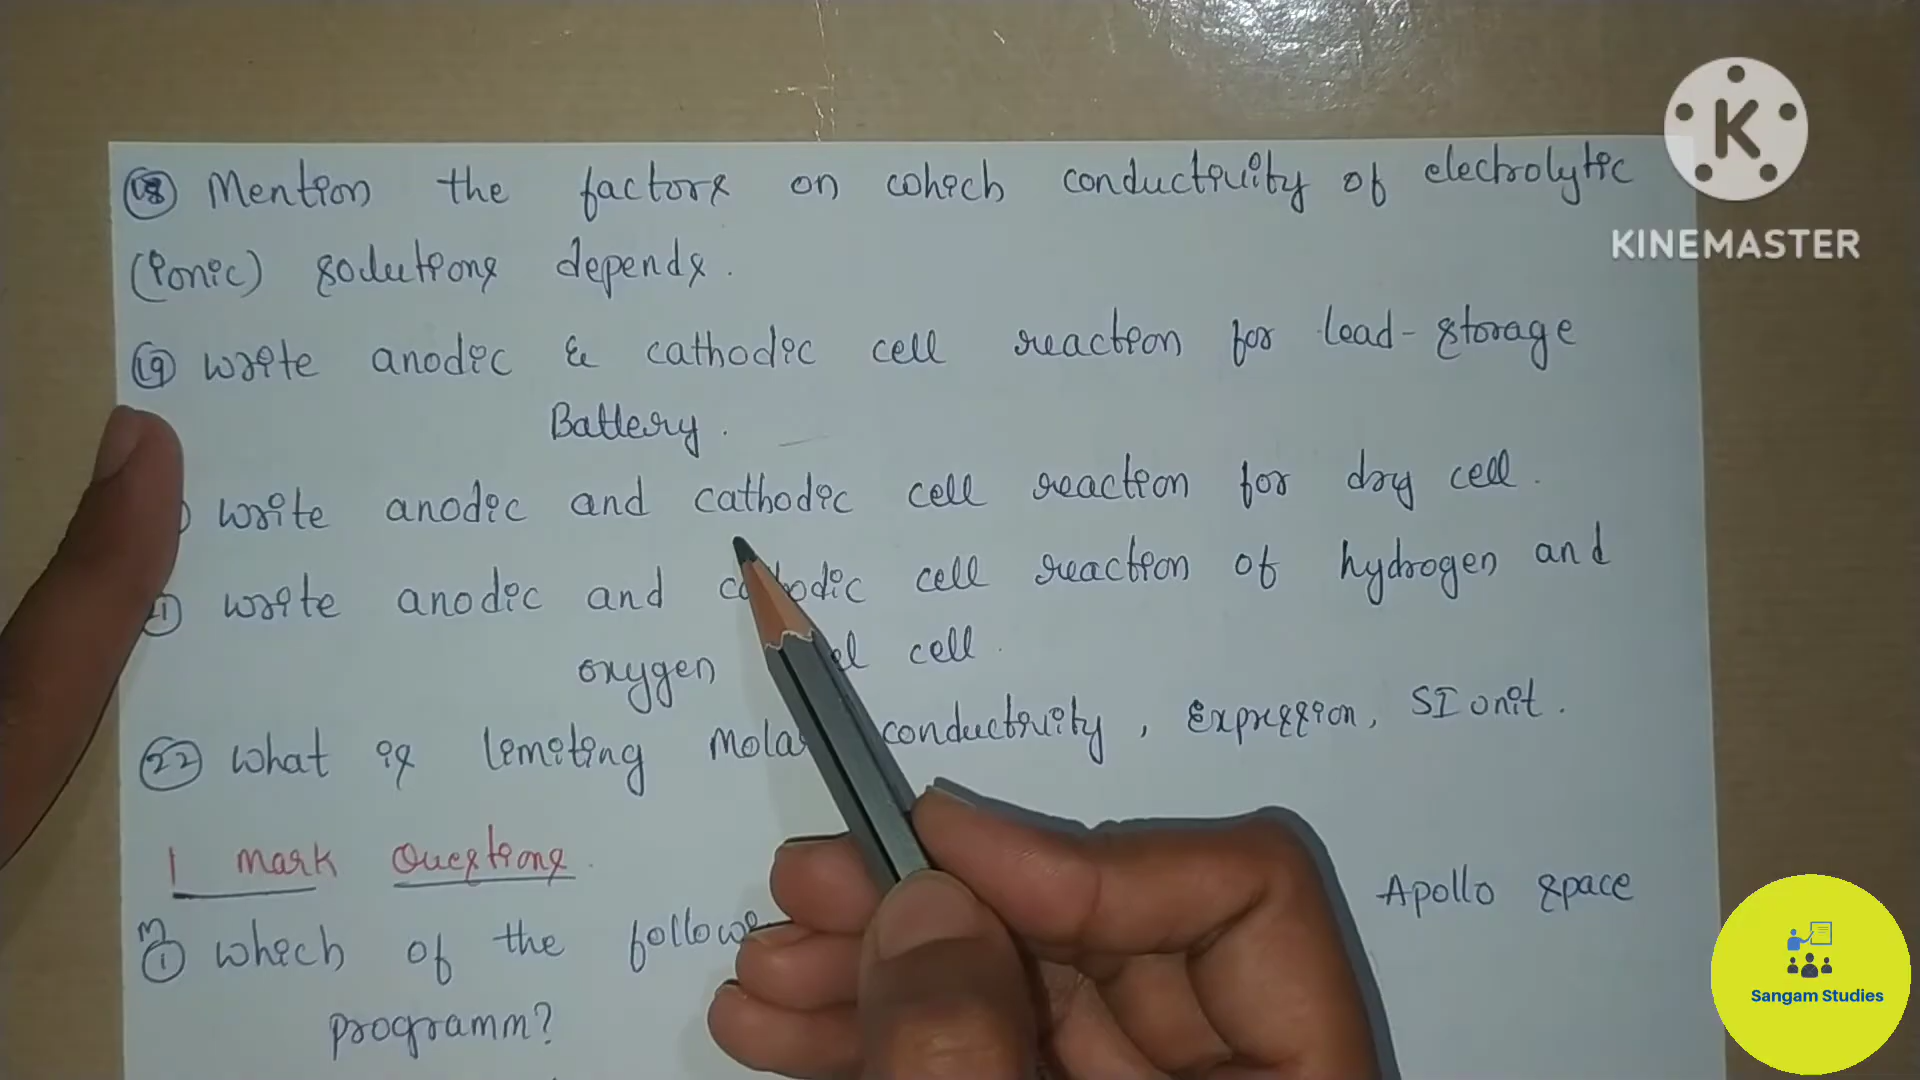 ⑱ Mention the factors on which conductivity of electrolytic
(ionic) solutions depends.
⑲ write anodic & cathodic cell reaction for lead-storage
Battery.
write anodic and cathodic cell reaction for dry cell.
write anodic and cathodic cell reaction of hydrogen and
oxygen cell.
㉒ what is limiting molar conductivity, Expression, SI unit.
1 mark Questions.
M
① which of the Apollo space
programm?
K
KINEMASTER
Sangam Studies